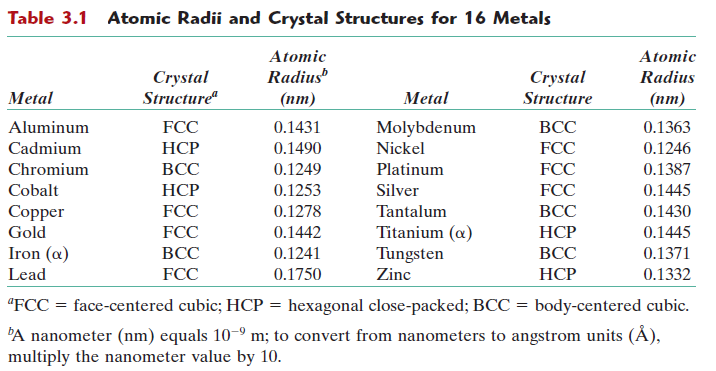 Table 3.1 Atomic Radii and Crystal Structures for 16 Metals
Atomic Atomic
Crystal Radiusᵇ Crystal Radius
Metal Structureᵃ (nm) Metal Structure (nm)
Aluminum FCC 0.1431 Molybdenum BCC 0.1363
Cadmium HCP 0.1490 Nickel FCC 0.1246
Chromium BCC 0.1249 Platinum FCC 0.1387
Cobalt HCP 0.1253 Silver FCC 0.1445
Copper FCC 0.1278 Tantalum BCC 0.1430
Gold FCC 0.1442 Titanium (α) HCP 0.1445
Iron (α) BCC 0.1241 Tungsten BCC 0.1371
Lead FCC 0.1750 Zinc HCP 0.1332
ᵃFCC = face-centered cubic; HCP = hexagonal close-packed; BCC = body-centered cubic.
ᵇA nanometer (nm) equals 10⁻⁹ m; to convert from nanometers to angstrom units (Å),
multiply the nanometer value by 10.